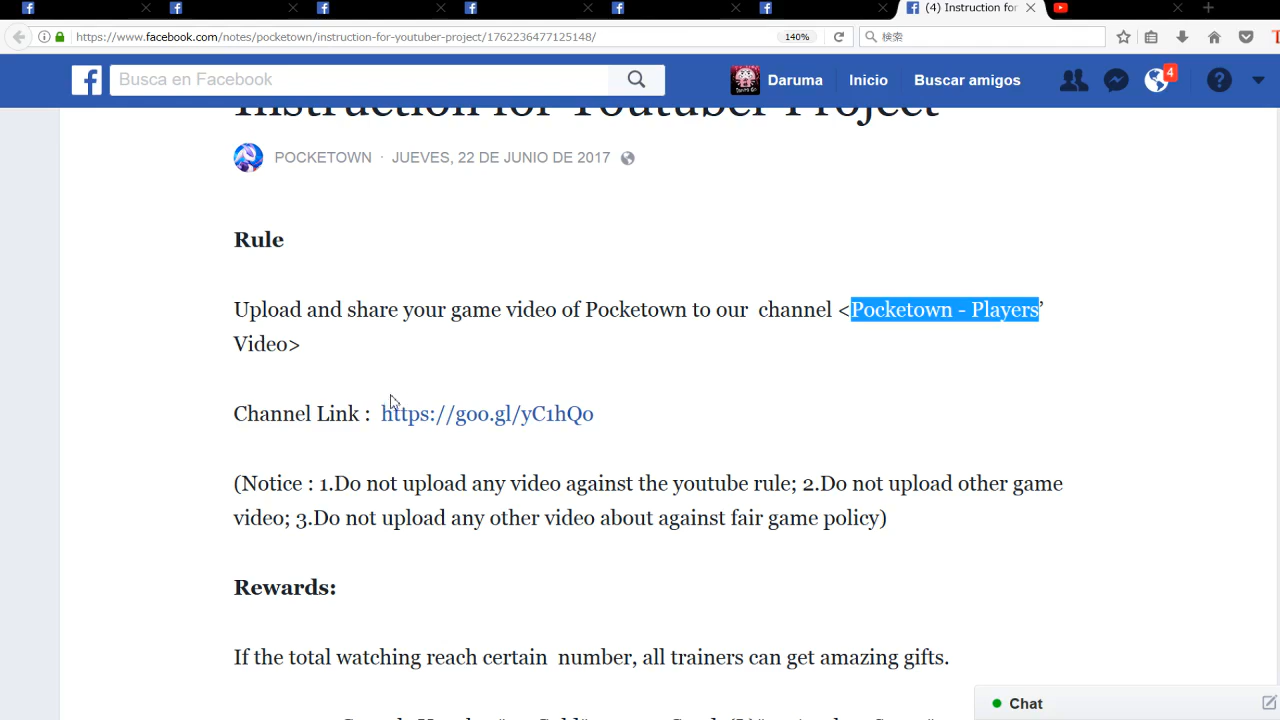 (4) Instruction for
https://www.facebook.com/notes/pocketown/instruction-for-youtuber-project/1762236477125148/
140%
検索
Busca en Facebook
Daruma
Inicio
Buscar amigos
4
Instruction for Youtuber Project
POCKETOWN · JUEVES, 22 DE JUNIO DE 2017
Rule
Upload and share your game video of Pocketown to our channel <Pocketown - Players’
Video>
Channel Link : https://goo.gl/yC1hQo
(Notice : 1.Do not upload any video against the youtube rule; 2.Do not upload other game
video; 3.Do not upload any other video about against fair game policy)
Rewards:
If the total watching reach certain number, all trainers can get amazing gifts.
Chat